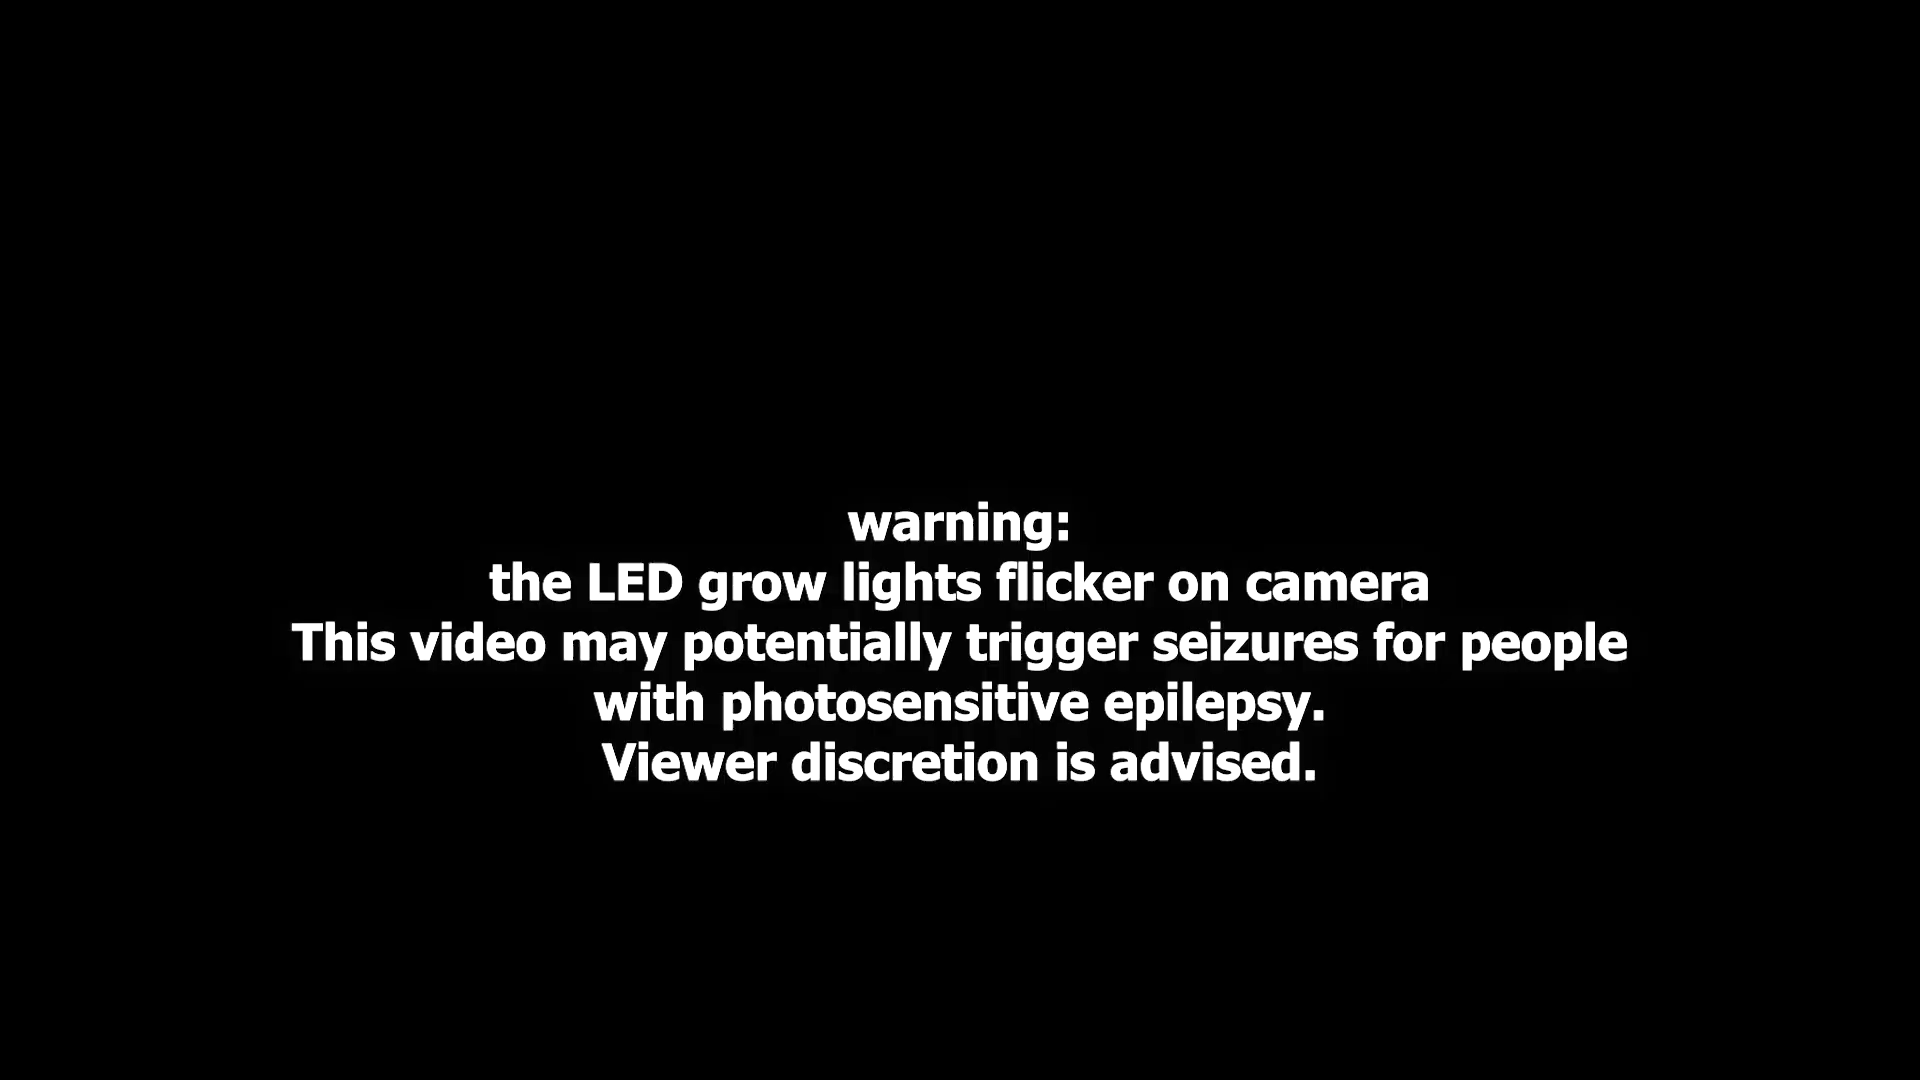 warning:
the LED grow lights flicker on camera
This video may potentially trigger seizures for people
with photosensitive epilepsy.
Viewer discretion is advised.